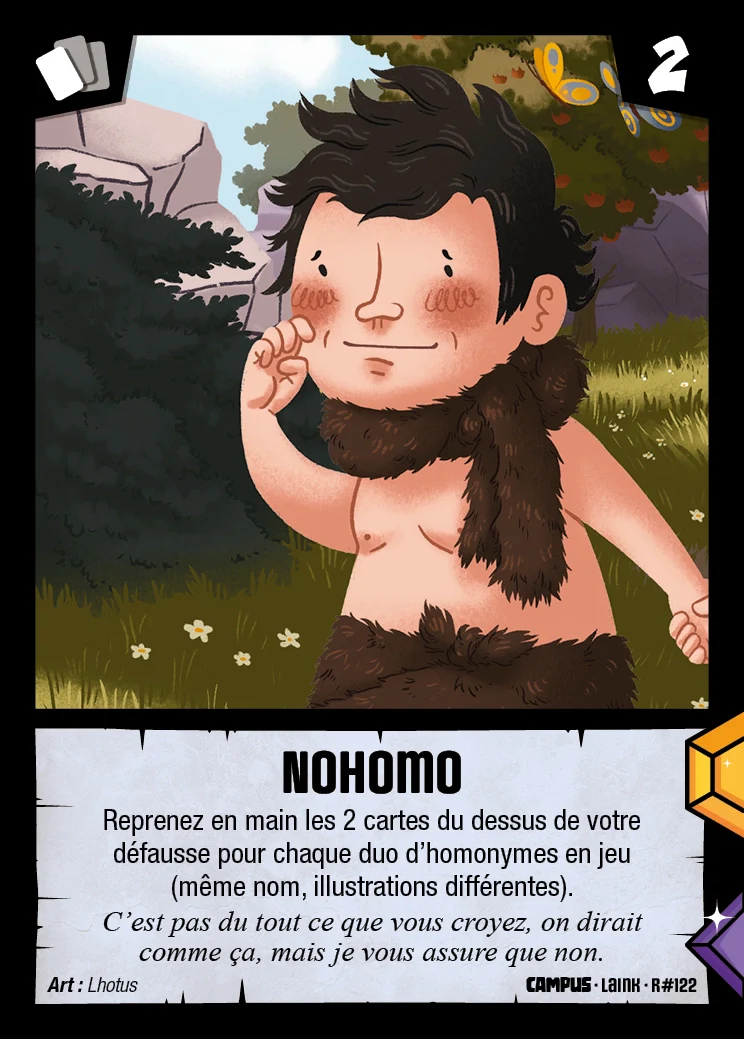 2
NOHOMO
Reprenez en main les 2 cartes du dessus de votre
défausse pour chaque duo d'homonymes en jeu
(même nom, illustrations différentes).
C'est pas du tout ce que vous croyez, on dirait
comme ça, mais je vous assure que non.
Art : Lhotus
CAMPUS · LAINK · R#122